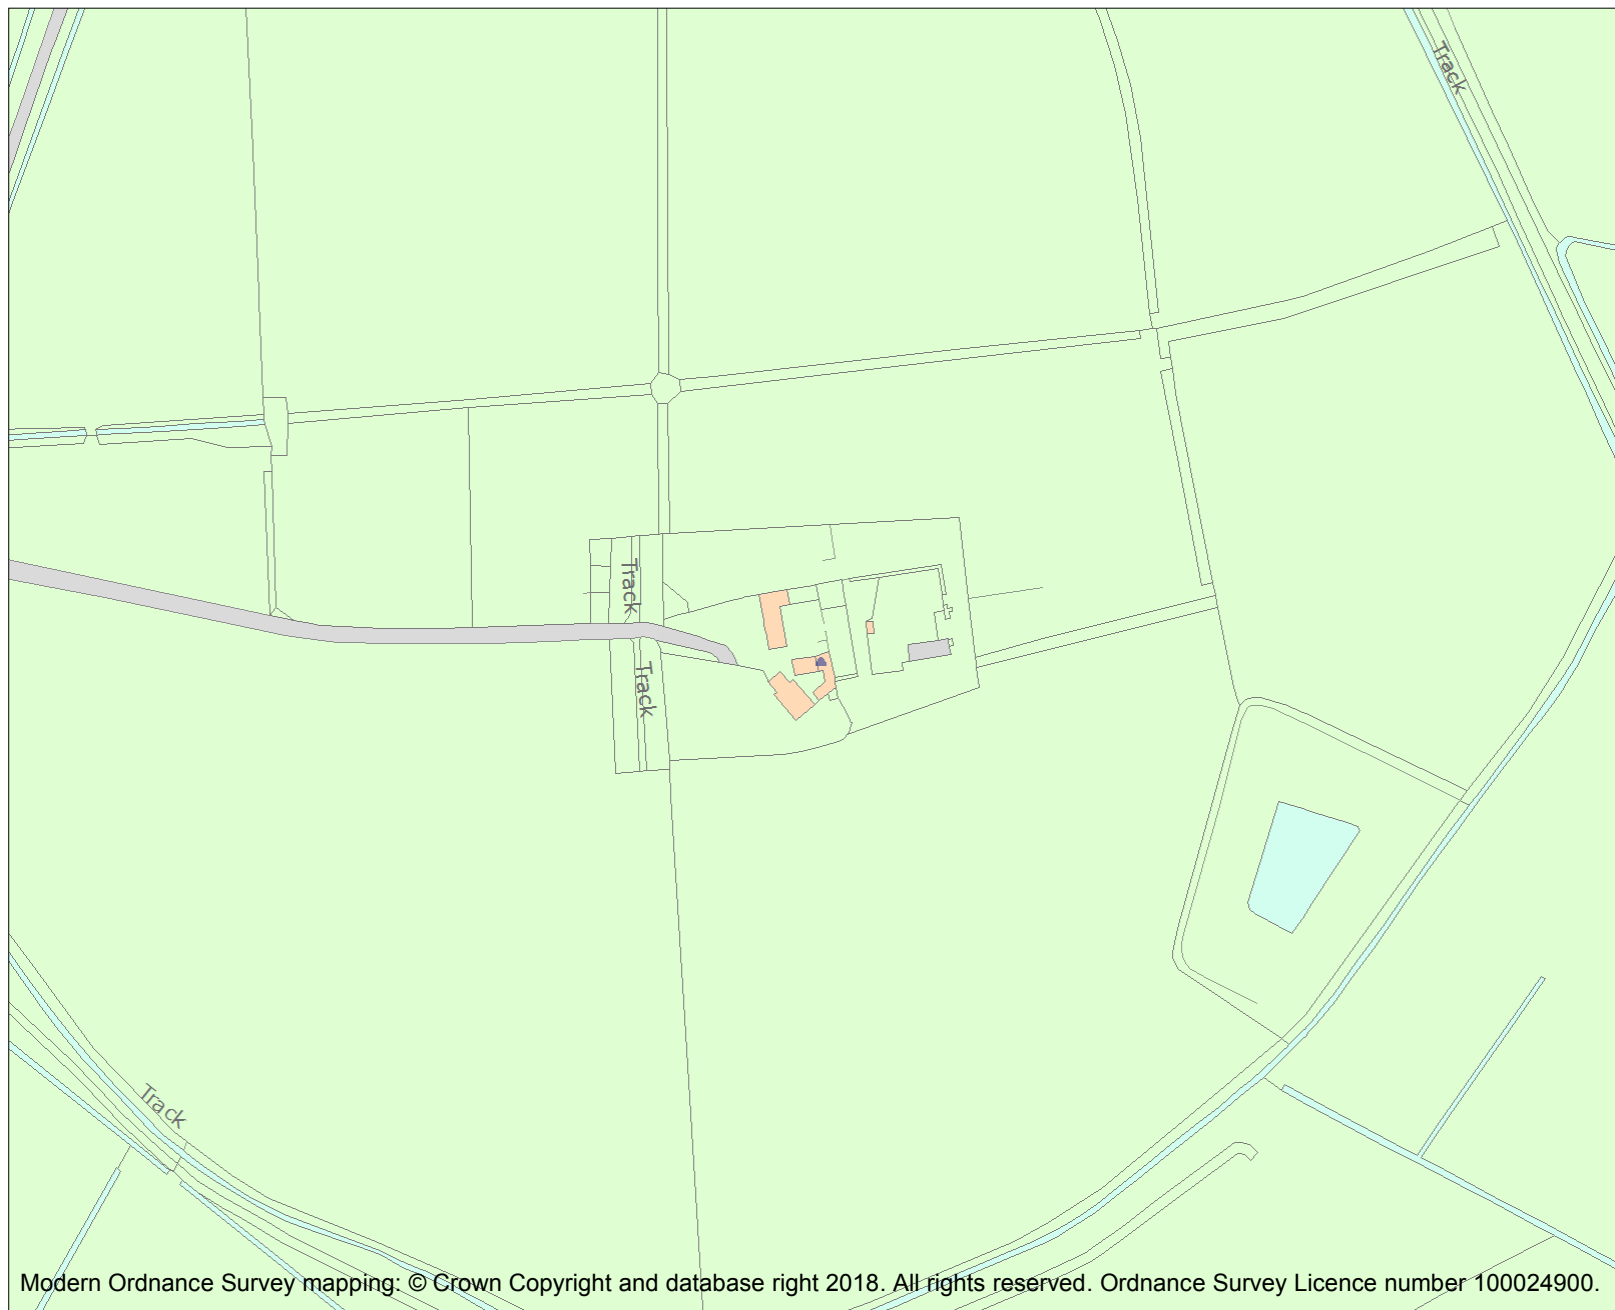 Track
Track
Track
Track
Modern Ordnance Survey mapping: © Crown Copyright and database right 2018. All rights reserved. Ordnance Survey Licence number 100024900.